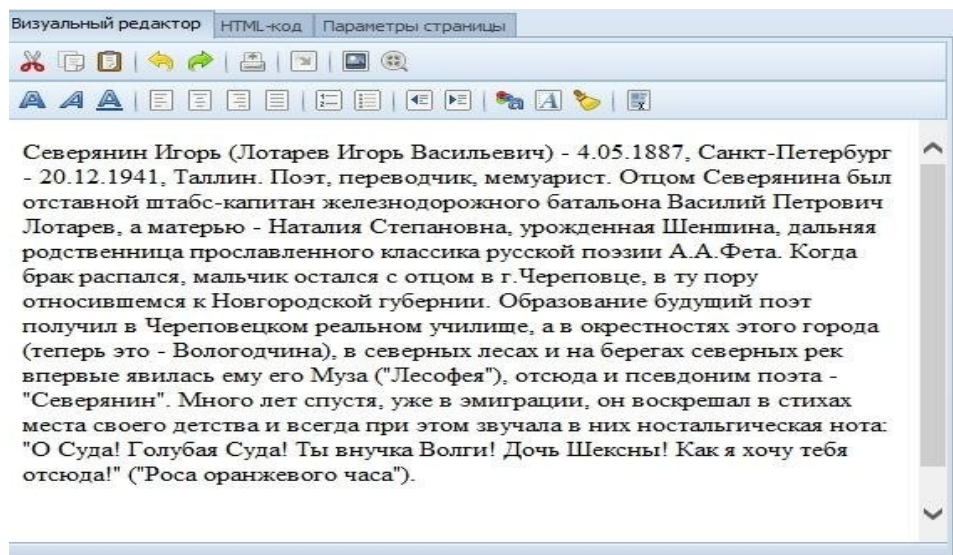 Визуальный редактор HTML-код Параметры страницы
Северянин Игорь (Лотарев Игорь Васильевич) - 4.05.1887, Санкт-Петербург
- 20.12.1941, Таллин. Поэт, переводчик, мемуарист. Отцом Северянина был
отставной штабс-капитан железнодорожного батальона Василий Петрович
Лотарев, а матерью - Наталия Степановна, урожденная Шеншина, дальняя
родственница прославленного классика русской поэзии А.А.Фета. Когда
брак распался, мальчик остался с отцом в г.Череповце, в ту пору
относившемся к Новгородской губернии. Образование будущий поэт
получил в Череповецком реальном училище, а в окрестностях этого города
(теперь это - Вологодчина), в северных лесах и на берегах северных рек
впервые явилась ему его Муза ("Лесофея"), отсюда и псевдоним поэта -
"Северянин". Много лет спустя, уже в эмиграции, он воскрешал в стихах
места своего детства и всегда при этом звучала в них ностальгическая нота:
"О Суда! Голубая Суда! Ты внучка Волги! Дочь Шексны! Как я хочу тебя
отсюда!" ("Роса оранжевого часа").